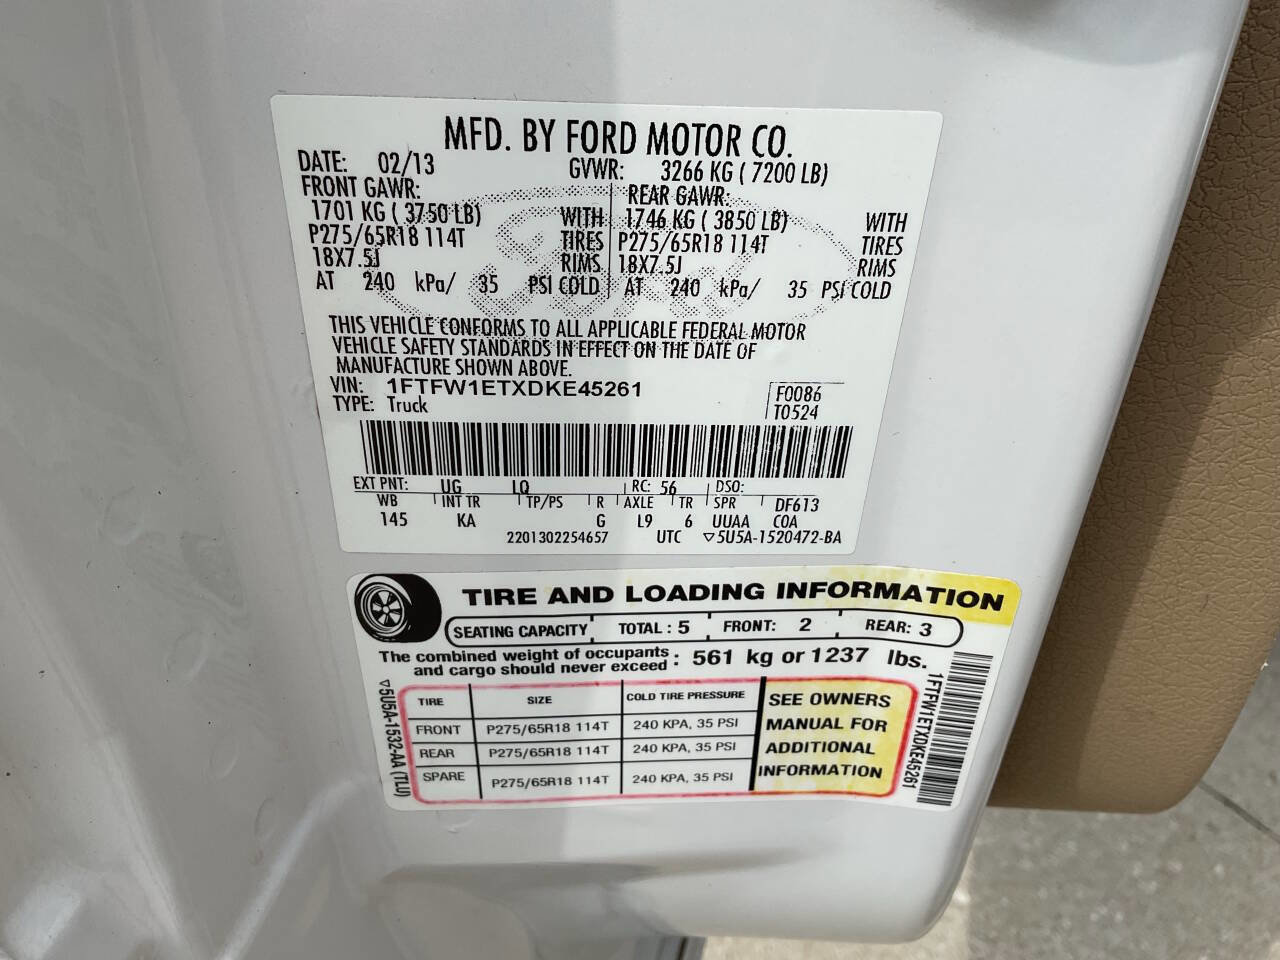 MFD. BY FORD MOTOR CO.
DATE: 02/13 GVWR: 3266 KG ( 7200 LB)
FRONT GAWR: REAR GAWR:
1701 KG ( 3750 LB) WITH 1746 KG ( 3850 LB) WITH
P275/65R18 114T TIRES P275/65R18 114T TIRES
18X7.5J RIMS 18X7.5J RIMS
AT 240 kPa/ 35 PSI COLD AT 240 kPa/ 35 PSI COLD
THIS VEHICLE CONFORMS TO ALL APPLICABLE FEDERAL MOTOR
VEHICLE SAFETY STANDARDS IN EFFECT ON THE DATE OF
MANUFACTURE SHOWN ABOVE.
VIN: 1FTFW1ETXDKE45261 F0086
TYPE: Truck T0524
EXT PNT: UG LQ RC: 56 DSO:
WB INT TR TP/PS R AXLE TR SPR DF613
145 KA G L9 6 UUAA COA
2201302254657 UTC ▽5U5A-1520472-BA
TIRE AND LOADING INFORMATION
SEATING CAPACITY TOTAL : 5 FRONT: 2 REAR: 3
The combined weight of occupants
and cargo should never exceed : 561 kg or 1237 lbs.
TIRE SIZE COLD TIRE PRESSURE
FRONT P275/65R18 114T 240 KPA, 35 PSI
REAR P275/65R18 114T 240 KPA, 35 PSI
SPARE P275/65R18 114T 240 KPA, 35 PSI
SEE OWNERS
MANUAL FOR
ADDITIONAL
INFORMATION
▽5U5A-1532-AA (TLU)
1FTFW1ETXDKE45261